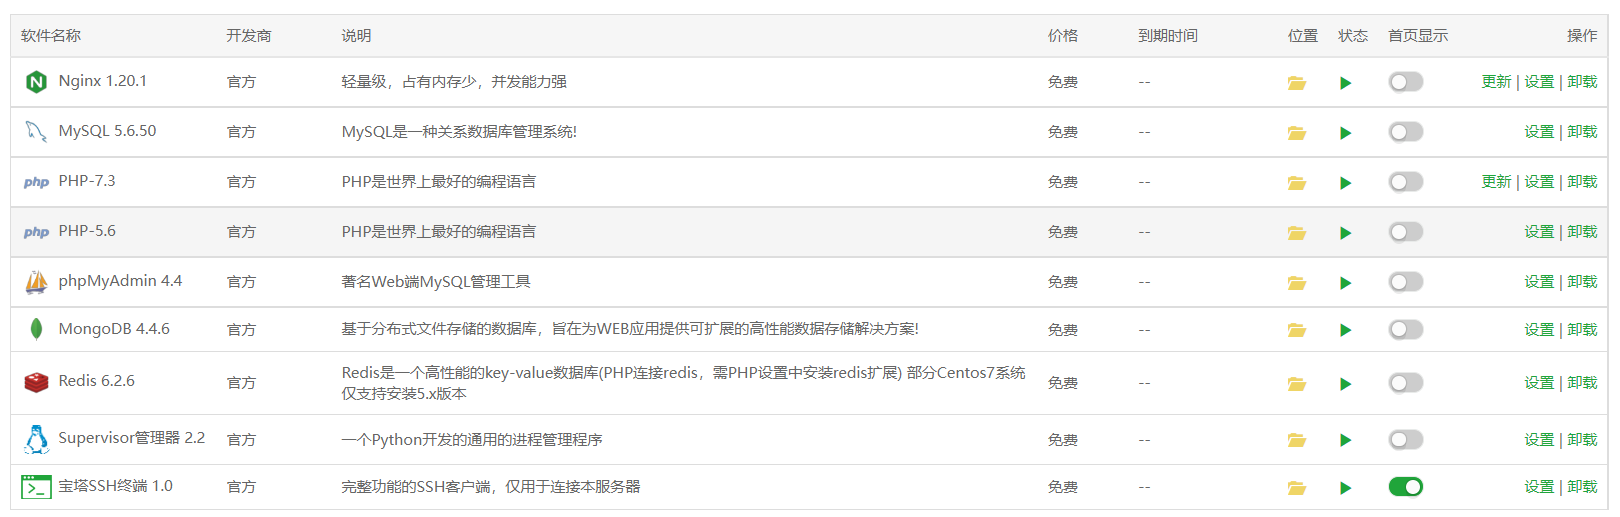 软件名称 开发商 说明 价格 到期时间 位置 状态 首页显示 操作
Nginx 1.20.1 官方 轻量级，占有内存少，并发能力强 免费 -- 更新 | 设置 | 卸载
MySQL 5.6.50 官方 MySQL是一种关系数据库管理系统! 免费 -- 设置 | 卸载
php PHP-7.3 官方 PHP是世界上最好的编程语言 免费 -- 更新 | 设置 | 卸载
php PHP-5.6 官方 PHP是世界上最好的编程语言 免费 -- 设置 | 卸载
phpMyAdmin 4.4 官方 著名Web端MySQL管理工具 免费 -- 设置 | 卸载
MongoDB 4.4.6 官方 基于分布式文件存储的数据库，旨在为WEB应用提供可扩展的高性能数据存储解决方案! 免费 -- 设置 | 卸载
Redis 6.2.6 官方 Redis是一个高性能的key-value数据库(PHP连接redis，需PHP设置中安装redis扩展) 部分Centos7系统 免费 -- 设置 | 卸载
仅支持安装5.x版本
Supervisor管理器 2.2 官方 一个Python开发的通用的进程管理程序 免费 -- 设置 | 卸载
宝塔SSH终端 1.0 官方 完整功能的SSH客户端，仅用于连接本服务器 免费 -- 设置 | 卸载